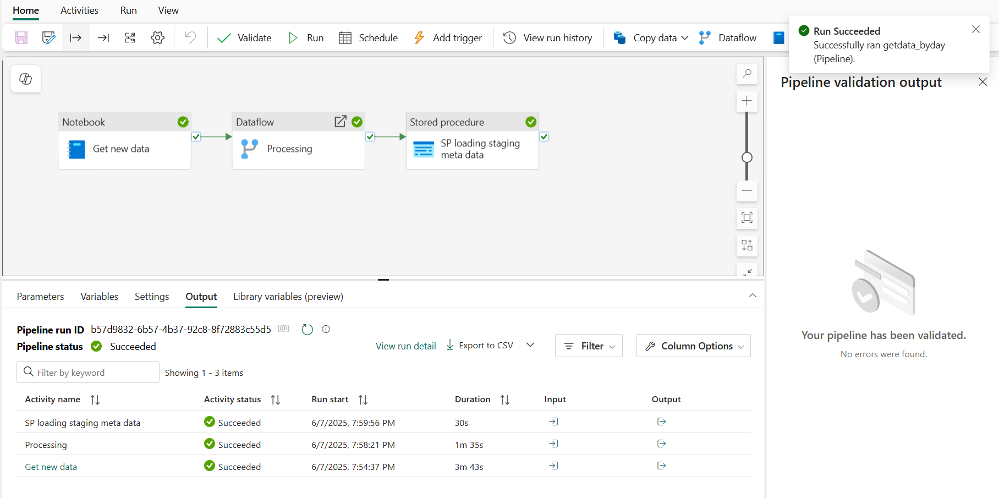 Home Activities Run View
Validate Run Schedule Add trigger View run history Copy data Dataflow
Run Succeeded
Successfully ran getdata_byday
(Pipeline).
Pipeline validation output
Notebook
Get new data
Dataflow
Processing
Stored procedure
SP loading staging
meta data
Your pipeline has been validated.
No errors were found.
Parameters Variables Settings Output Library variables (preview)
Pipeline run ID b57d9832-6b57-4b37-92c8-8f72883c55d5 [@]
Pipeline status Succeeded
View run detail Export to CSV Filter Column Options
Filter by keyword Showing 1 - 3 items
Activity name Activity status Run start Duration Input Output
SP loading staging meta data Succeeded 6/7/2025, 7:59:56 PM 30s
Processing Succeeded 6/7/2025, 7:58:21 PM 1m 35s
Get new data Succeeded 6/7/2025, 7:54:37 PM 3m 43s